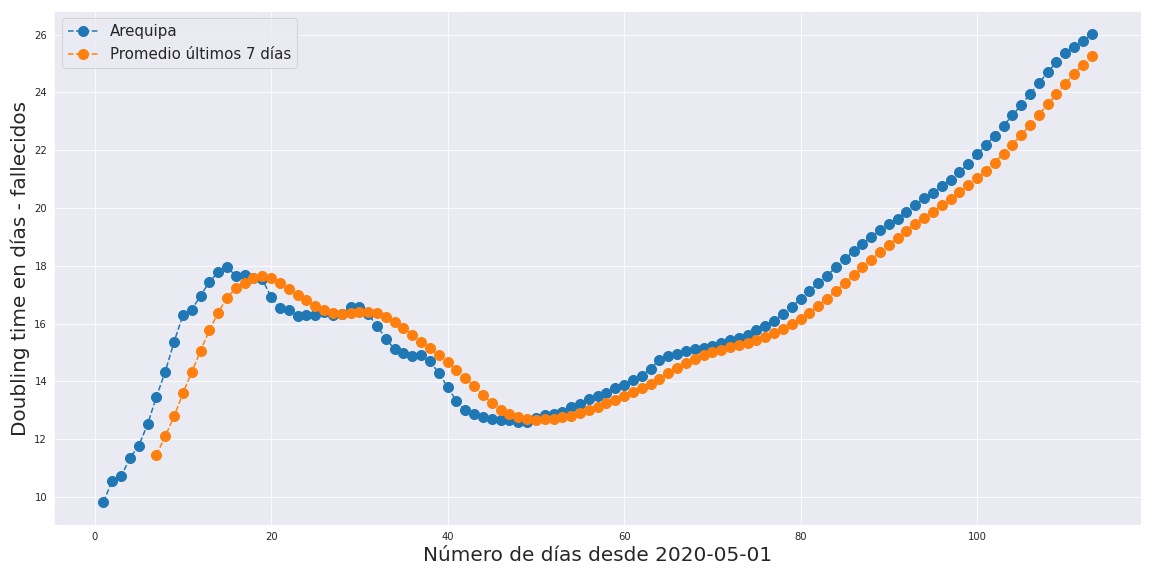 Arequipa
Promedio últimos 7 días
Doubling time en días - fallecidos
26
24
22
20
18
16
14
12
10
0 20 40 60 80 100
Número de días desde 2020-05-01